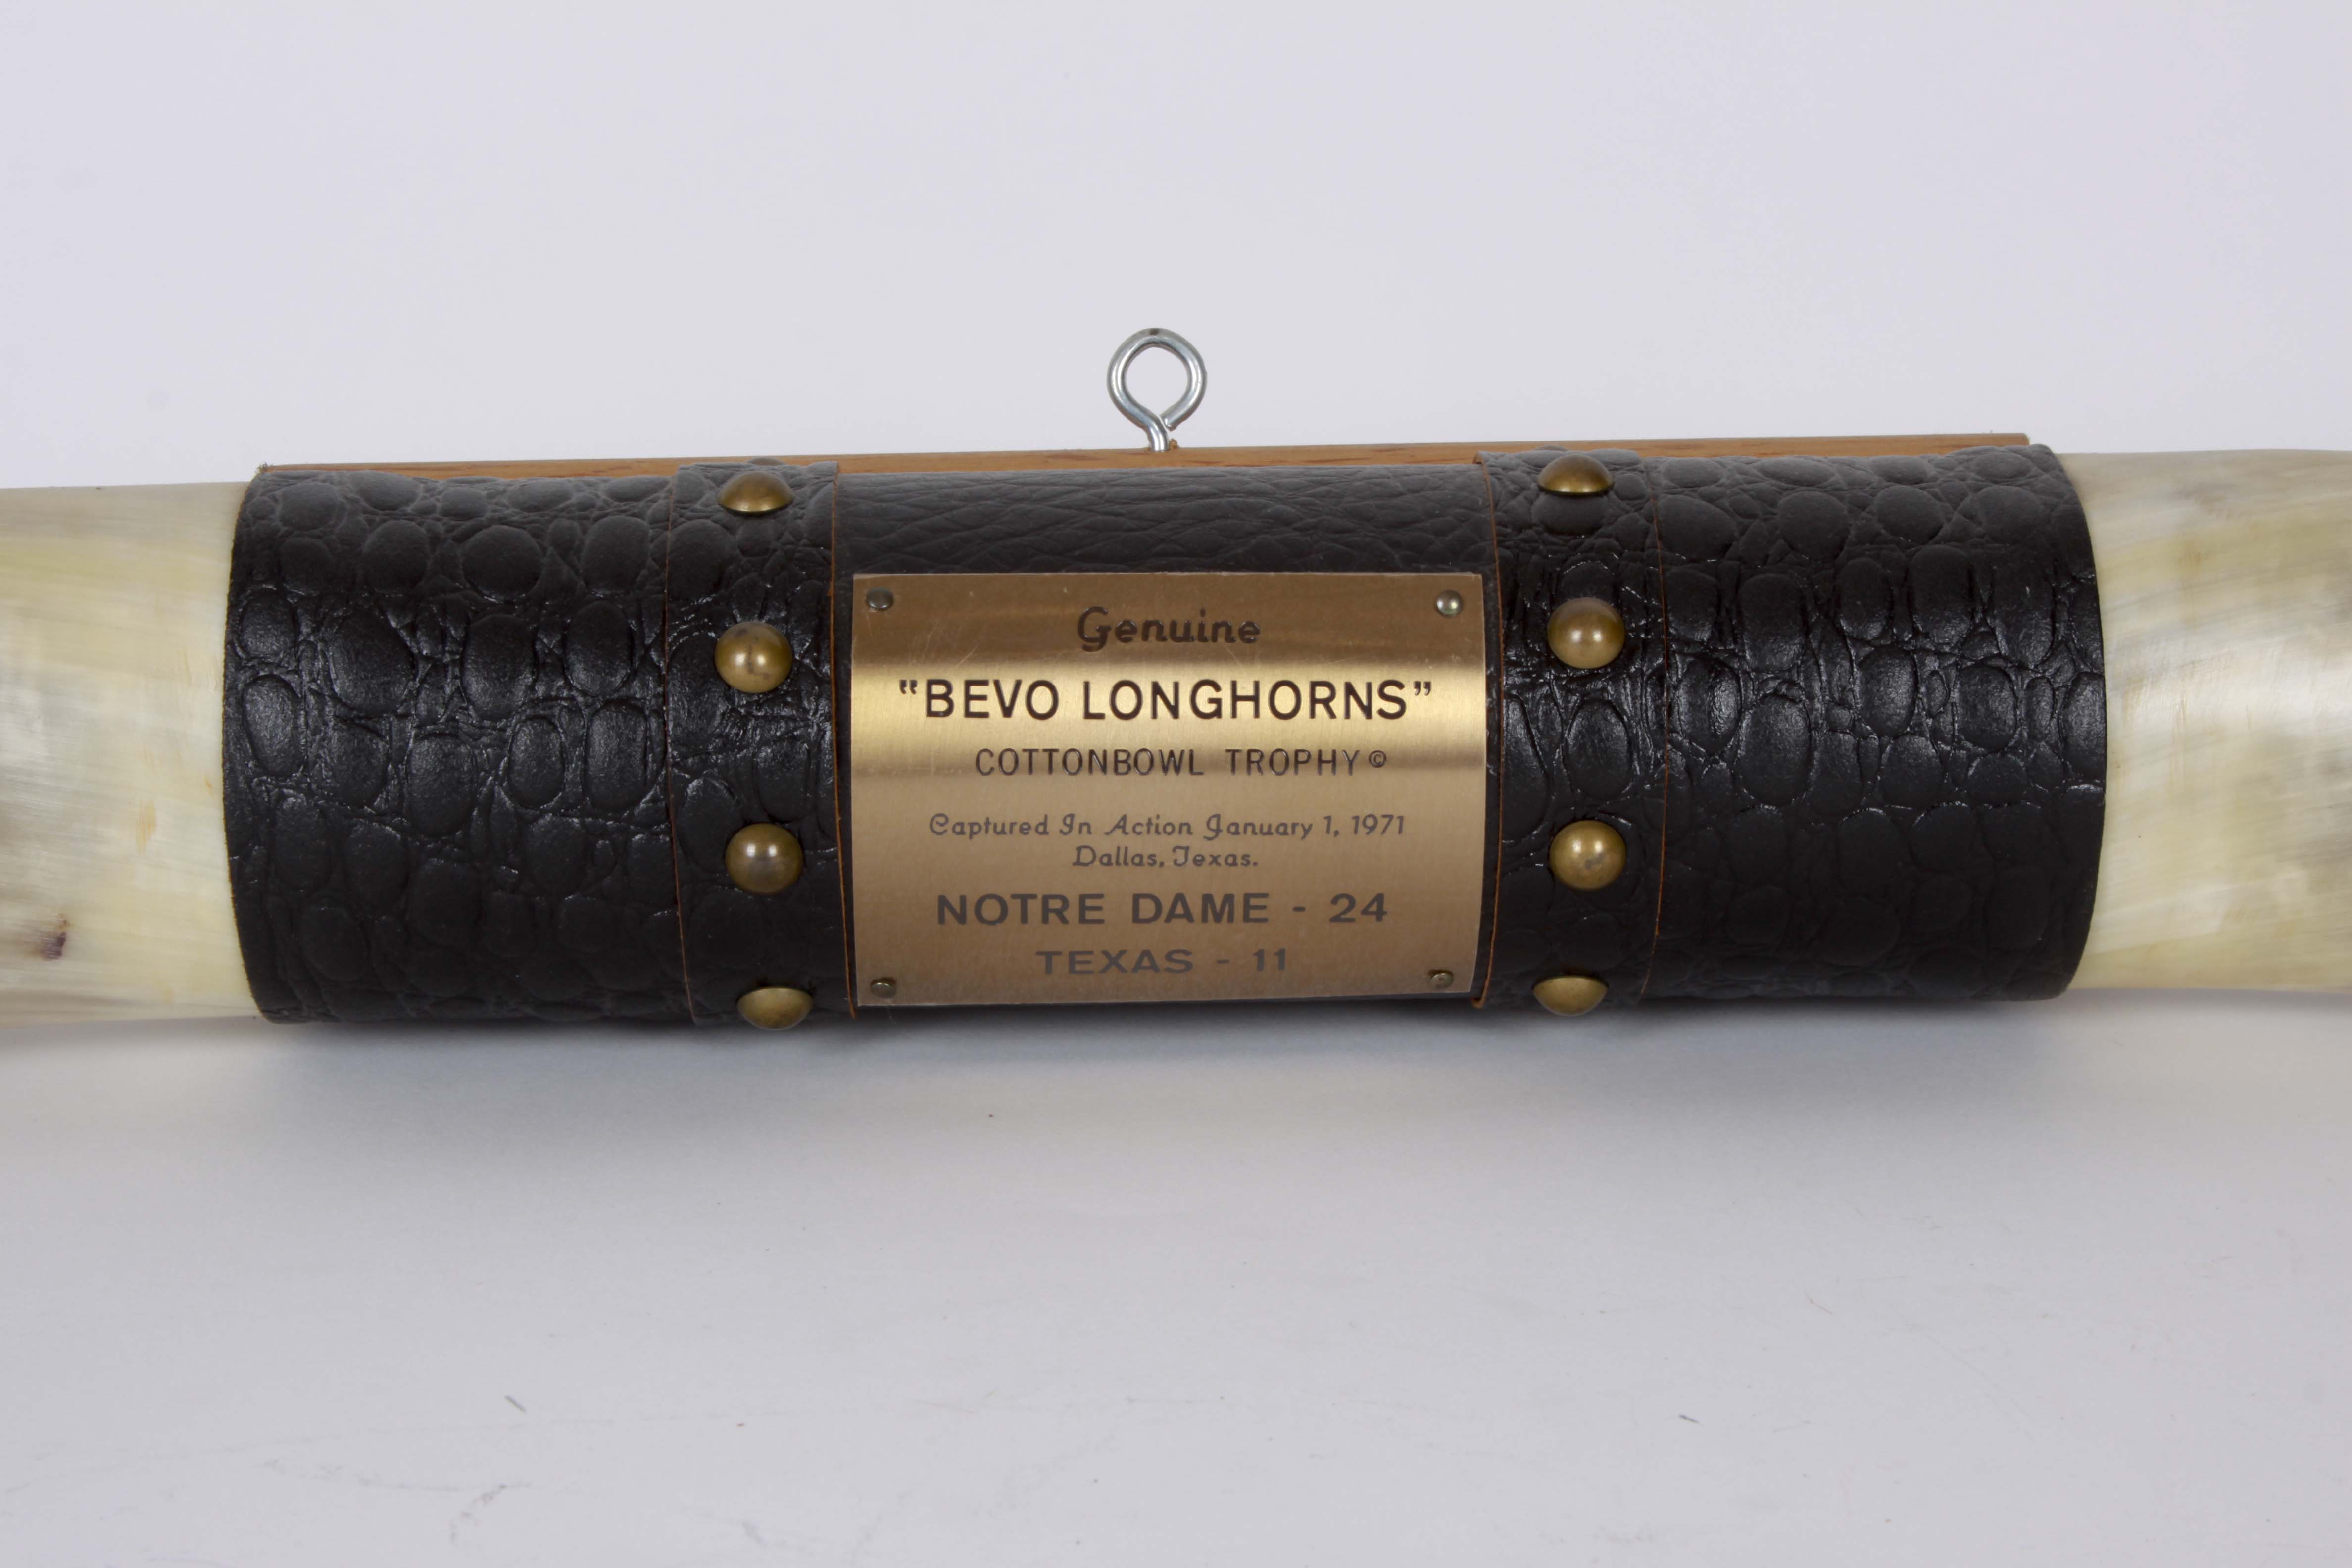 Genuine
“BEVO LONGHORNS”
COTTONBOWL TROPHY©
Captured In Action January 1, 1971
Dallas, Texas.
NOTRE DAME - 24
TEXAS - 11